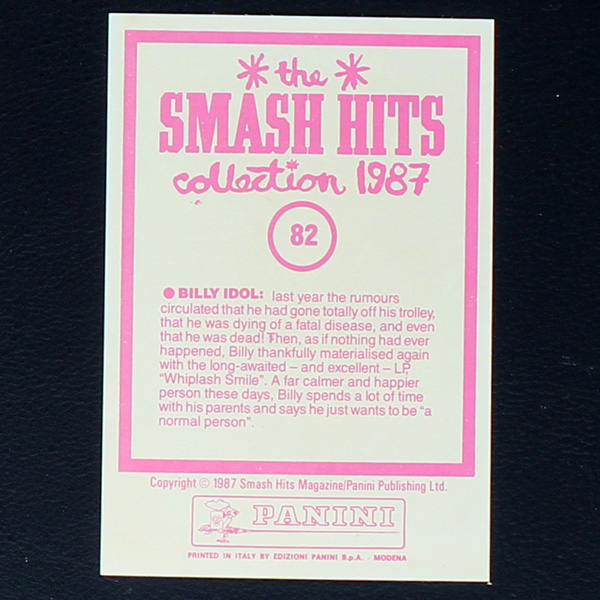 * the *
SMASH HITS
collection 1987
82
● BILLY IDOL: last year the rumours
circulated that he had gone totally off his trolley,
that he was dying of a fatal disease, and even
that he was dead! Then, as if nothing had ever
happened, Billy thankfully materialised again
with the long-awaited – and excellent – LP,
“Whiplash Smile”. A far calmer and happier
person these days, Billy spends a lot of time
with his parents and says he just wants to be “a
normal person”.
Copyright © 1987 Smash Hits Magazine/Panini Publishing Ltd.
PANINI
PRINTED IN ITALY BY EDIZIONI PANINI S.p.A. - MODENA